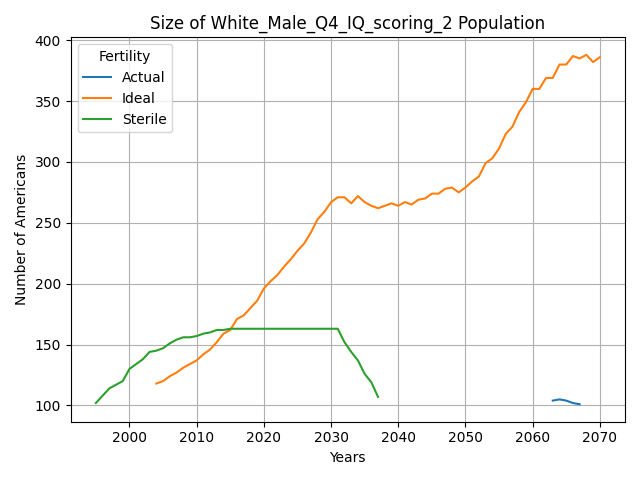 Size of White_Male_Q4_IQ_scoring_2 Population
Number of Americans
400
350
300
250
200
150
100
Fertility
Actual
Ideal
Sterile
2000 2010 2020 2030 2040 2050 2060 2070
Years